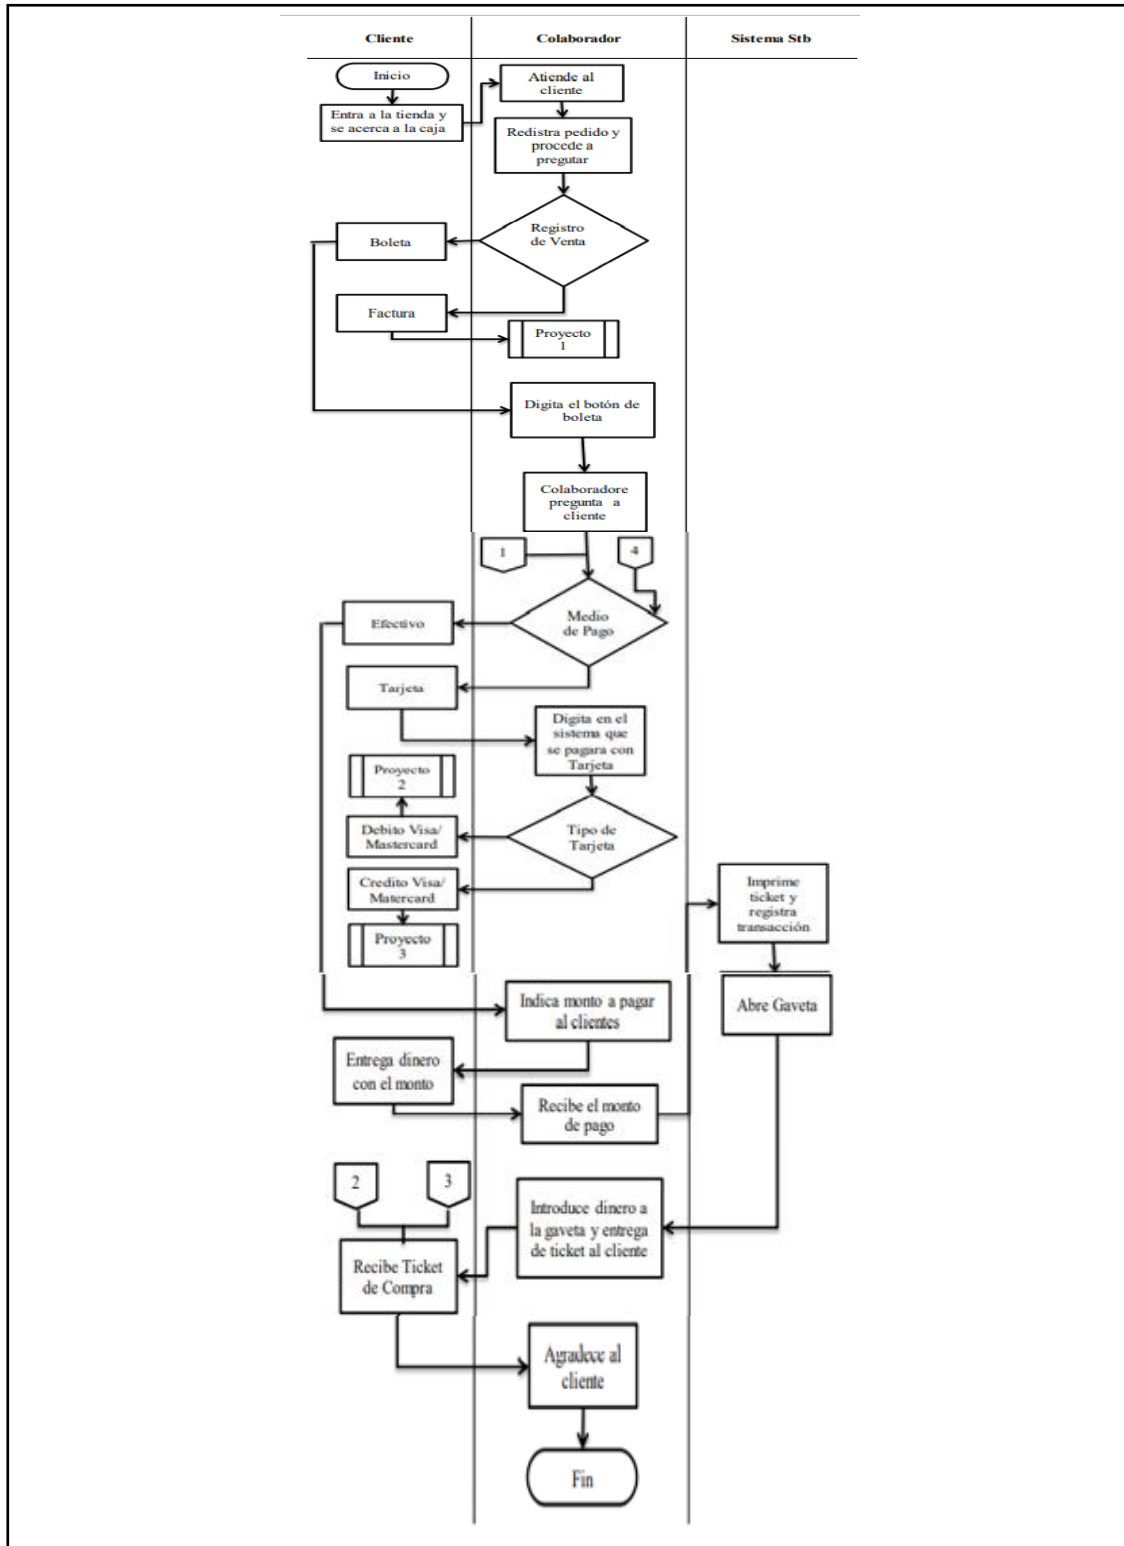 Cliente
Colaborador
Sistema Stb
Inicio
Atiende al
cliente
Entra a la tienda y
se acerca a la caja
Redistra pedido y
procede a
pregutar
Registro
de Venta
Boleta
Factura
Proyecto
1
Digita el botón de
boleta
Colaboradore
pregunta a
cliente
1
4
Medio
de Pago
Efectivo
Tarjeta
Digita en el
sistema que
se pagara con
Tarjeta
Proyecto
2
Tipo de
Tarjeta
Debito Visa/
Mastercard
Credito Visa/
Matercard
Proyecto
3
Imprime
ticket y
registra
transacción
Abre Gaveta
Indica monto a pagar
al clientes
Entrega dinero
con el monto
Recibe el monto
de pago
2
3
Introduce dinero a
la gaveta y entrega
de ticket al cliente
Recibe Ticket
de Compra
Agradece al
cliente
Fin